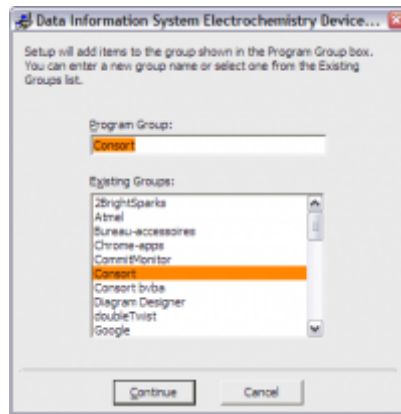 Data Information System Electrochemistry Device...
Setup will add items to the group shown in the Program Group box.
You can enter a new group name or select one from the Existing
Groups list.
Program Group:
Consort
Existing Groups:
2BrightSparks
Atmel
Bureau-accessoires
Chrome-apps
CommitMonitor
Consort
Consort bvba
Diagram Designer
doubleTwist
Google
Continue
Cancel